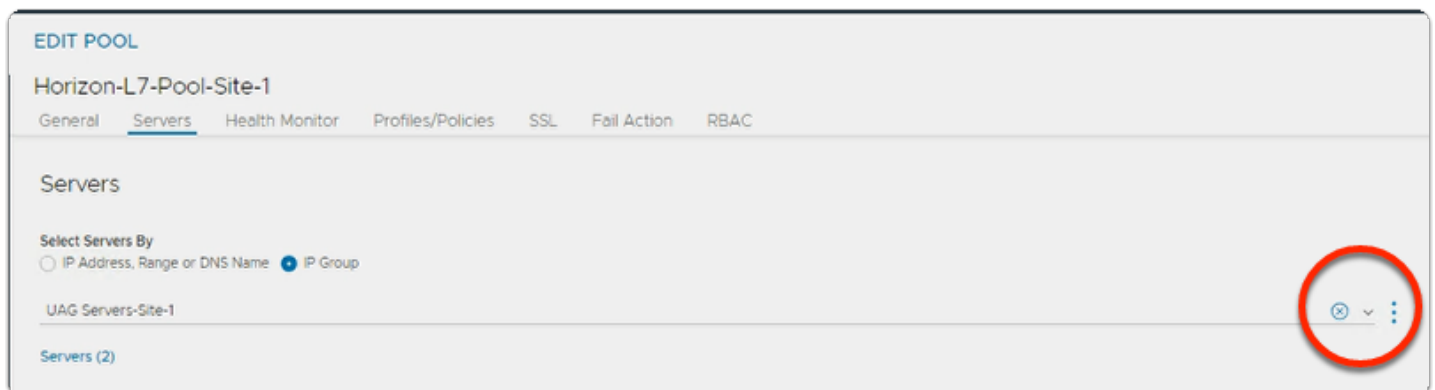 EDIT POOL
Horizon-L7-Pool-Site-1
General Servers Health Monitor Profiles/Policies SSL Fail Action RBAC
Servers
Select Servers By
IP Address, Range or DNS Name IP Group
UAG Servers-Site-1
Servers (2)